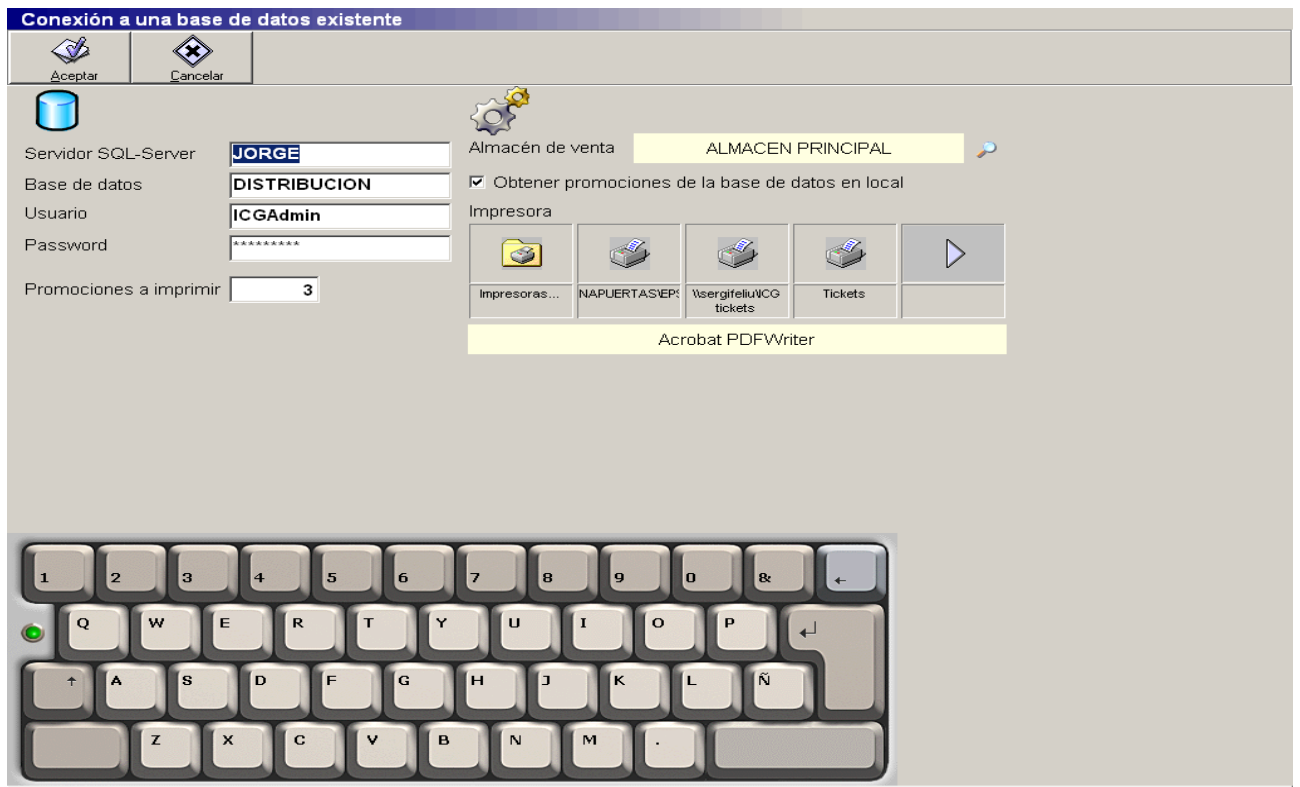 Conexión a una base de datos existente
Aceptar
Cancelar
Servidor SQL-Server JORGE
Base de datos DISTRIBUCION
Usuario ICGAdmin
Password *********
Promociones a imprimir 3
Almacén de venta ALMACEN PRINCIPAL
Obtener promociones de la base de datos en local
Impresora
Impresoras...
NAPUERTAS\EPS
\\sergifeliu\ICG
tickets
Tickets
Acrobat PDFWriter
1 2 3 4 5 6 7 8 9 0 & ←
Q W E R T Y U I O P ↵
↑ A S D F G H J K L Ñ
Z X C V B N M .